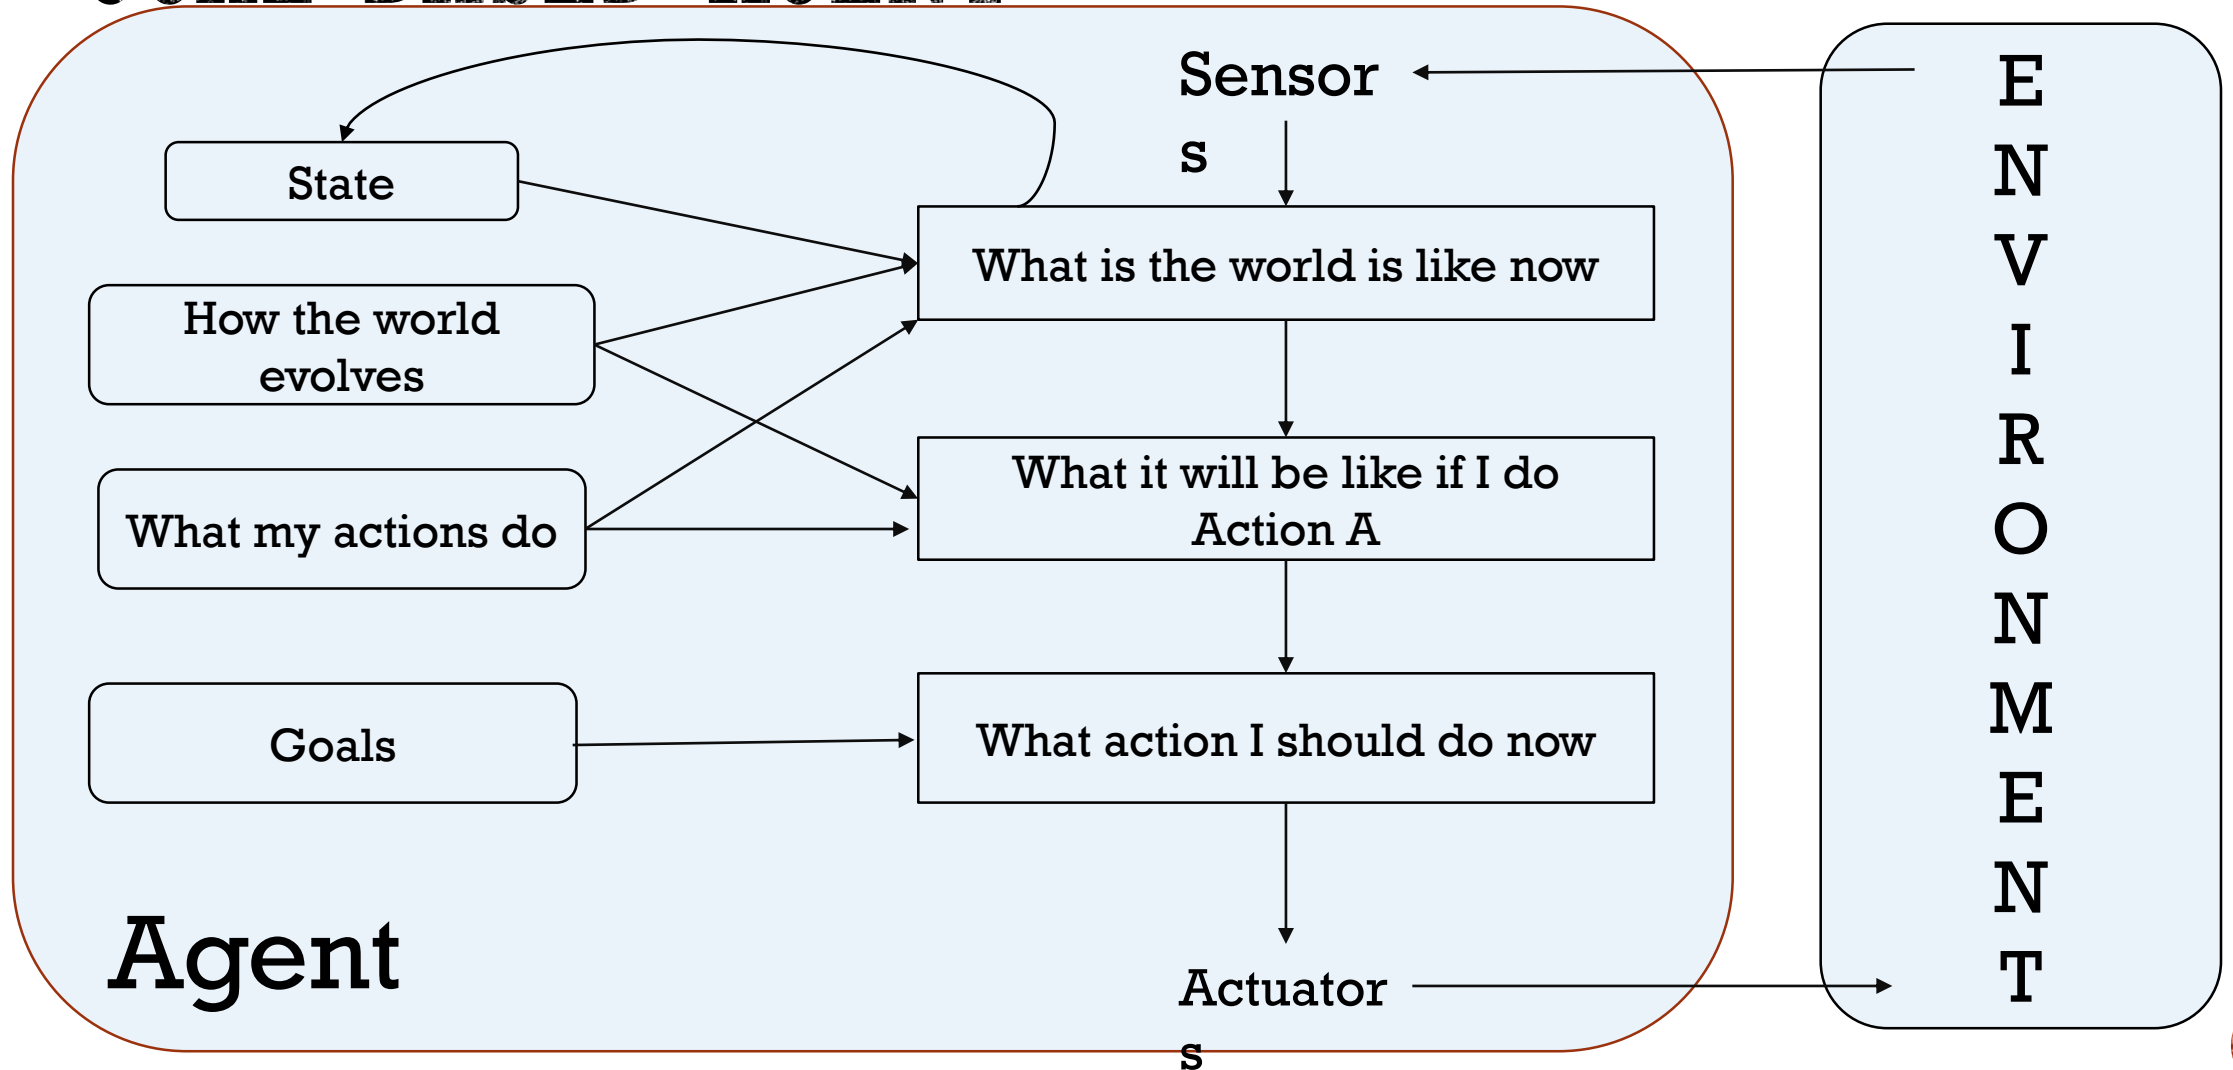 Sensor
s
State
What is the world is like now
How the world
evolves
What it will be like if I do
Action A
What my actions do
Goals
What action I should do now
Agent
Actuator
s
E
N
V
I
R
O
N
M
E
N
T